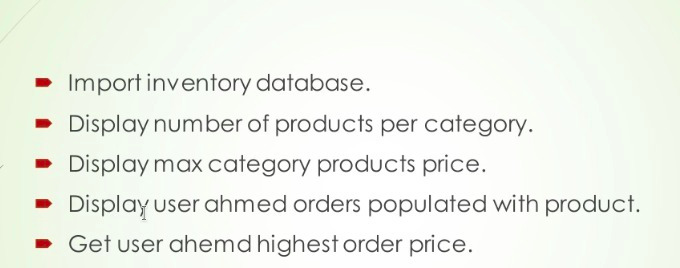 Import inventory database.
Display number of products per category.
Display max category products price.
Display user ahmed orders populated with product.
Get user ahemd highest order price.